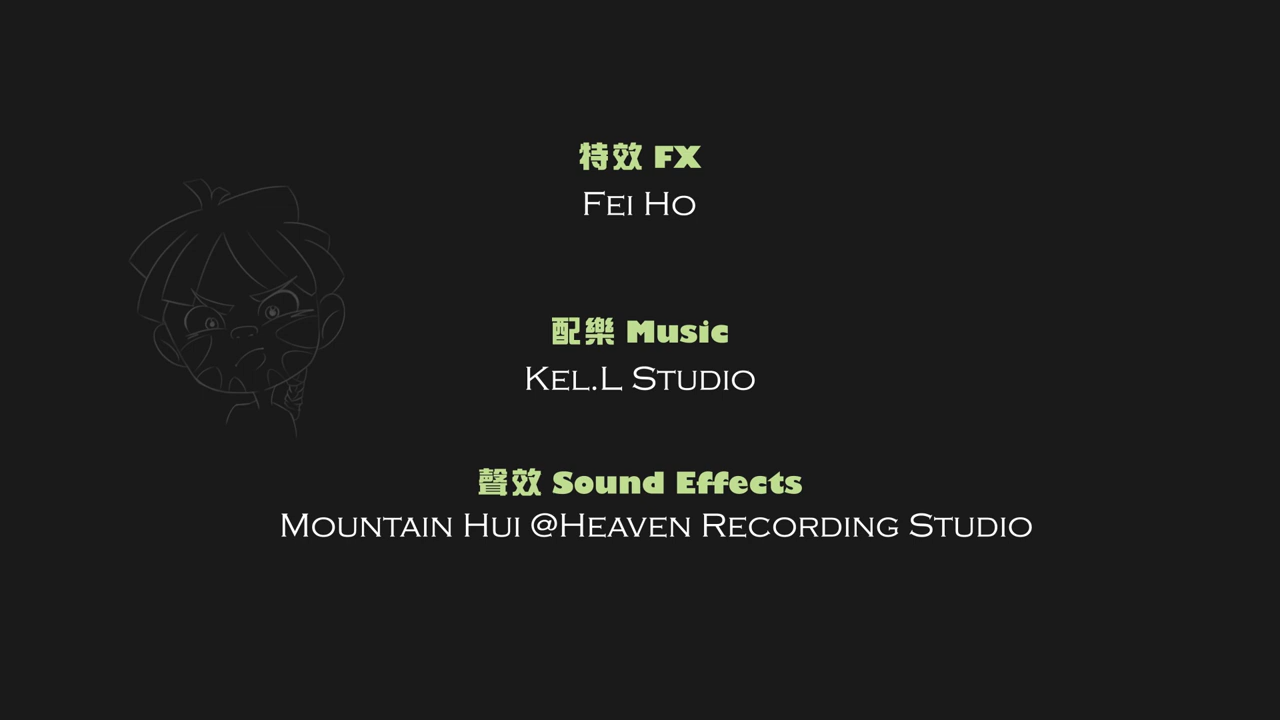 特效 FX
Fei Ho
配樂 Music
Kel.L Studio
聲效 Sound Effects
Mountain Hui @Heaven Recording Studio